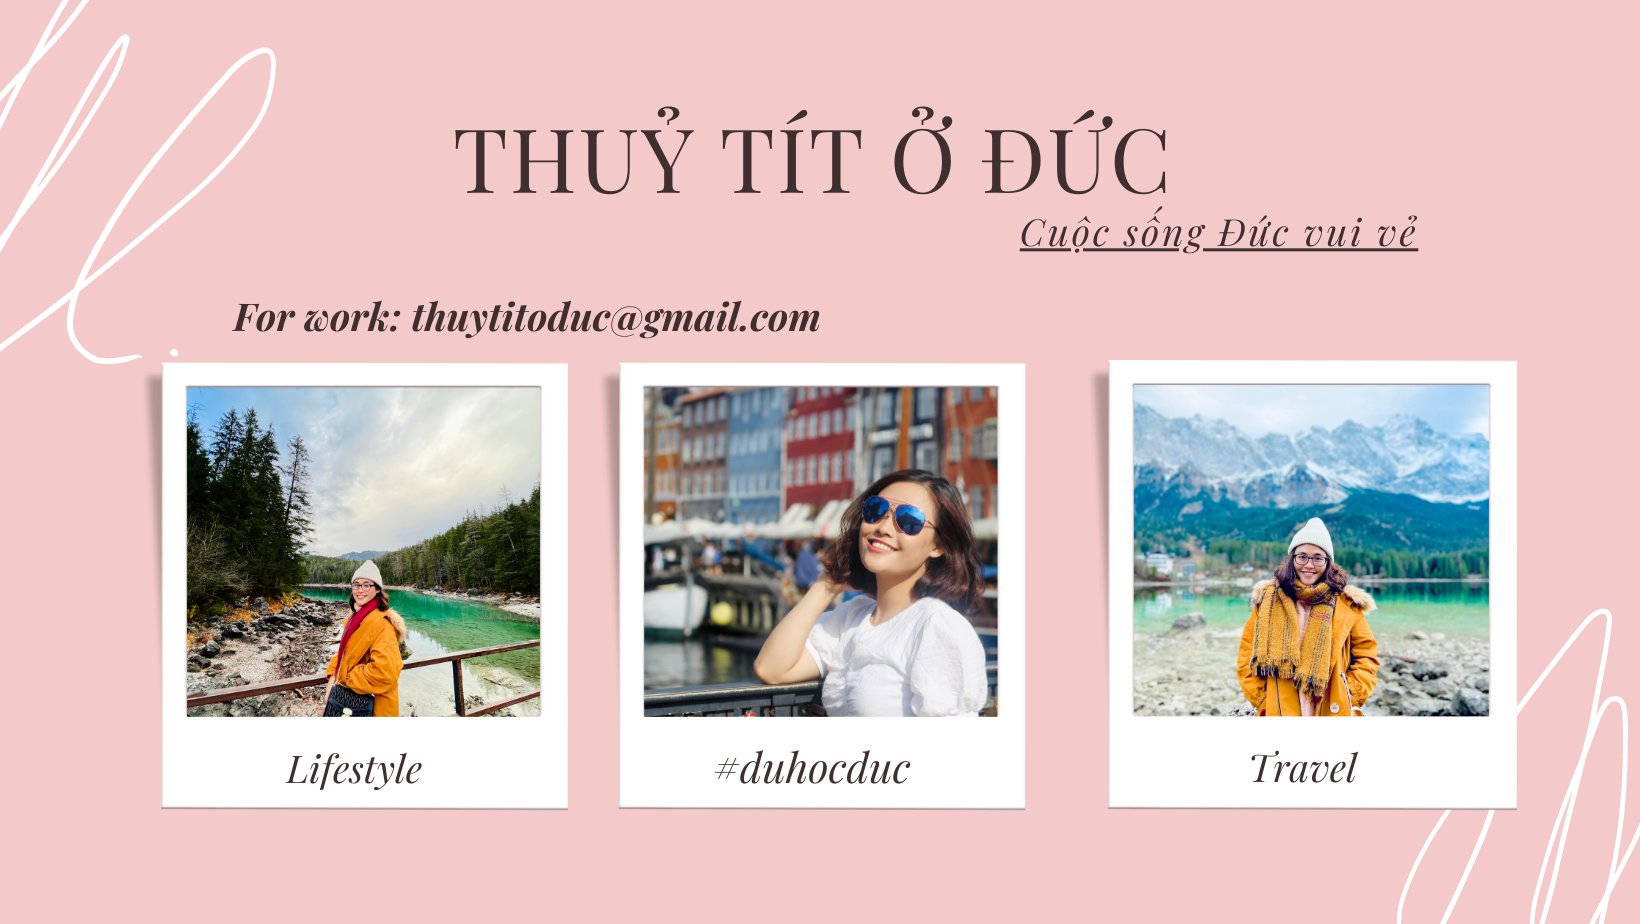 THUỶ TÍT Ở ĐỨC
Cuộc sống Đức vui vẻ
For work: thuytitoduc@gmail.com
Lifestyle
#duhocduc
Travel